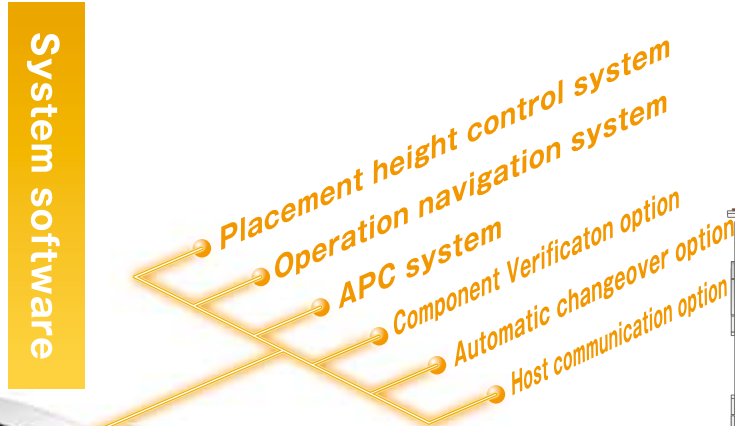 System software
Placement height control system
Operation navigation system
APC system
Component Verificaton option
Automatic changeover option
Host communication option